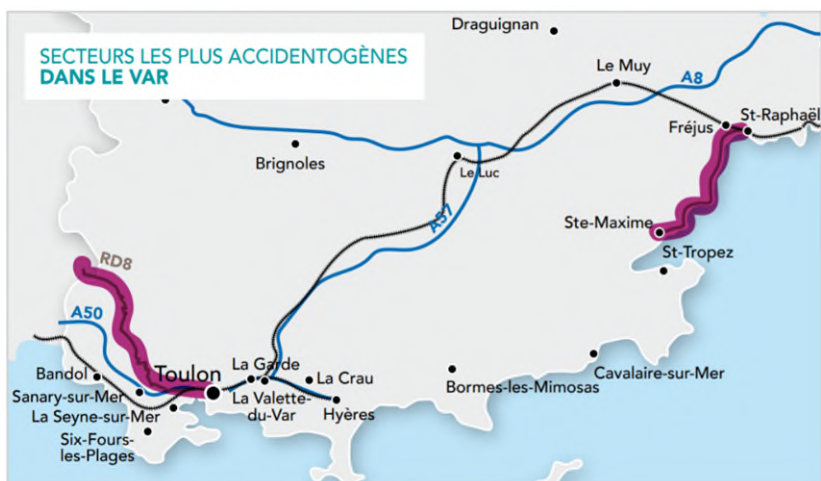 SECTEURS LES PLUS ACCIDENTOGÈNES
DANS LE VAR
Draguignan
Le Muy
A8
St-Raphaël
Fréjus
Brignoles
Le Luc
A57
Ste-Maxime
St-Tropez
RD8
A50
Toulon
La Garde
La Crau
Bandol
Sanary-sur-Mer
La Valette-
du-Var
Hyères
Bormes-les-Mimosas
Cavalaire-sur-Mer
La Seyne-sur-Mer
Six-Fours-
les-Plages